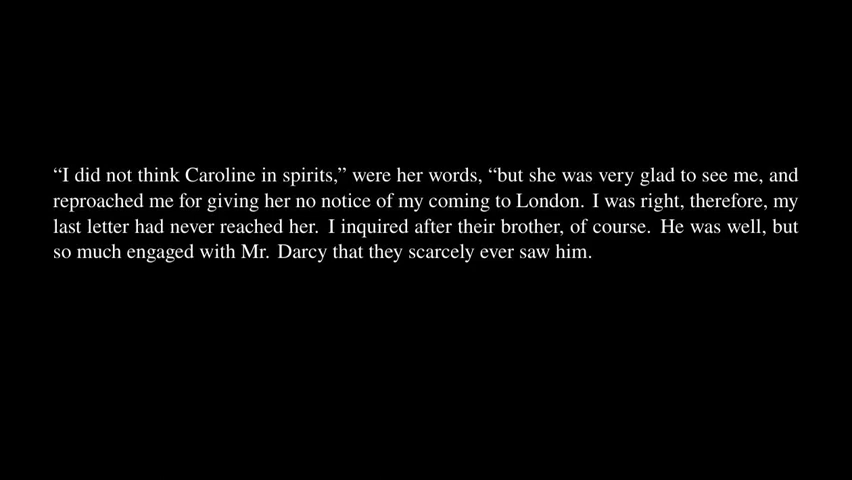 “I did not think Caroline in spirits,” were her words, “but she was very glad to see me, and
reproached me for giving her no notice of my coming to London. I was right, therefore, my
last letter had never reached her. I inquired after their brother, of course. He was well, but
so much engaged with Mr. Darcy that they scarcely ever saw him.